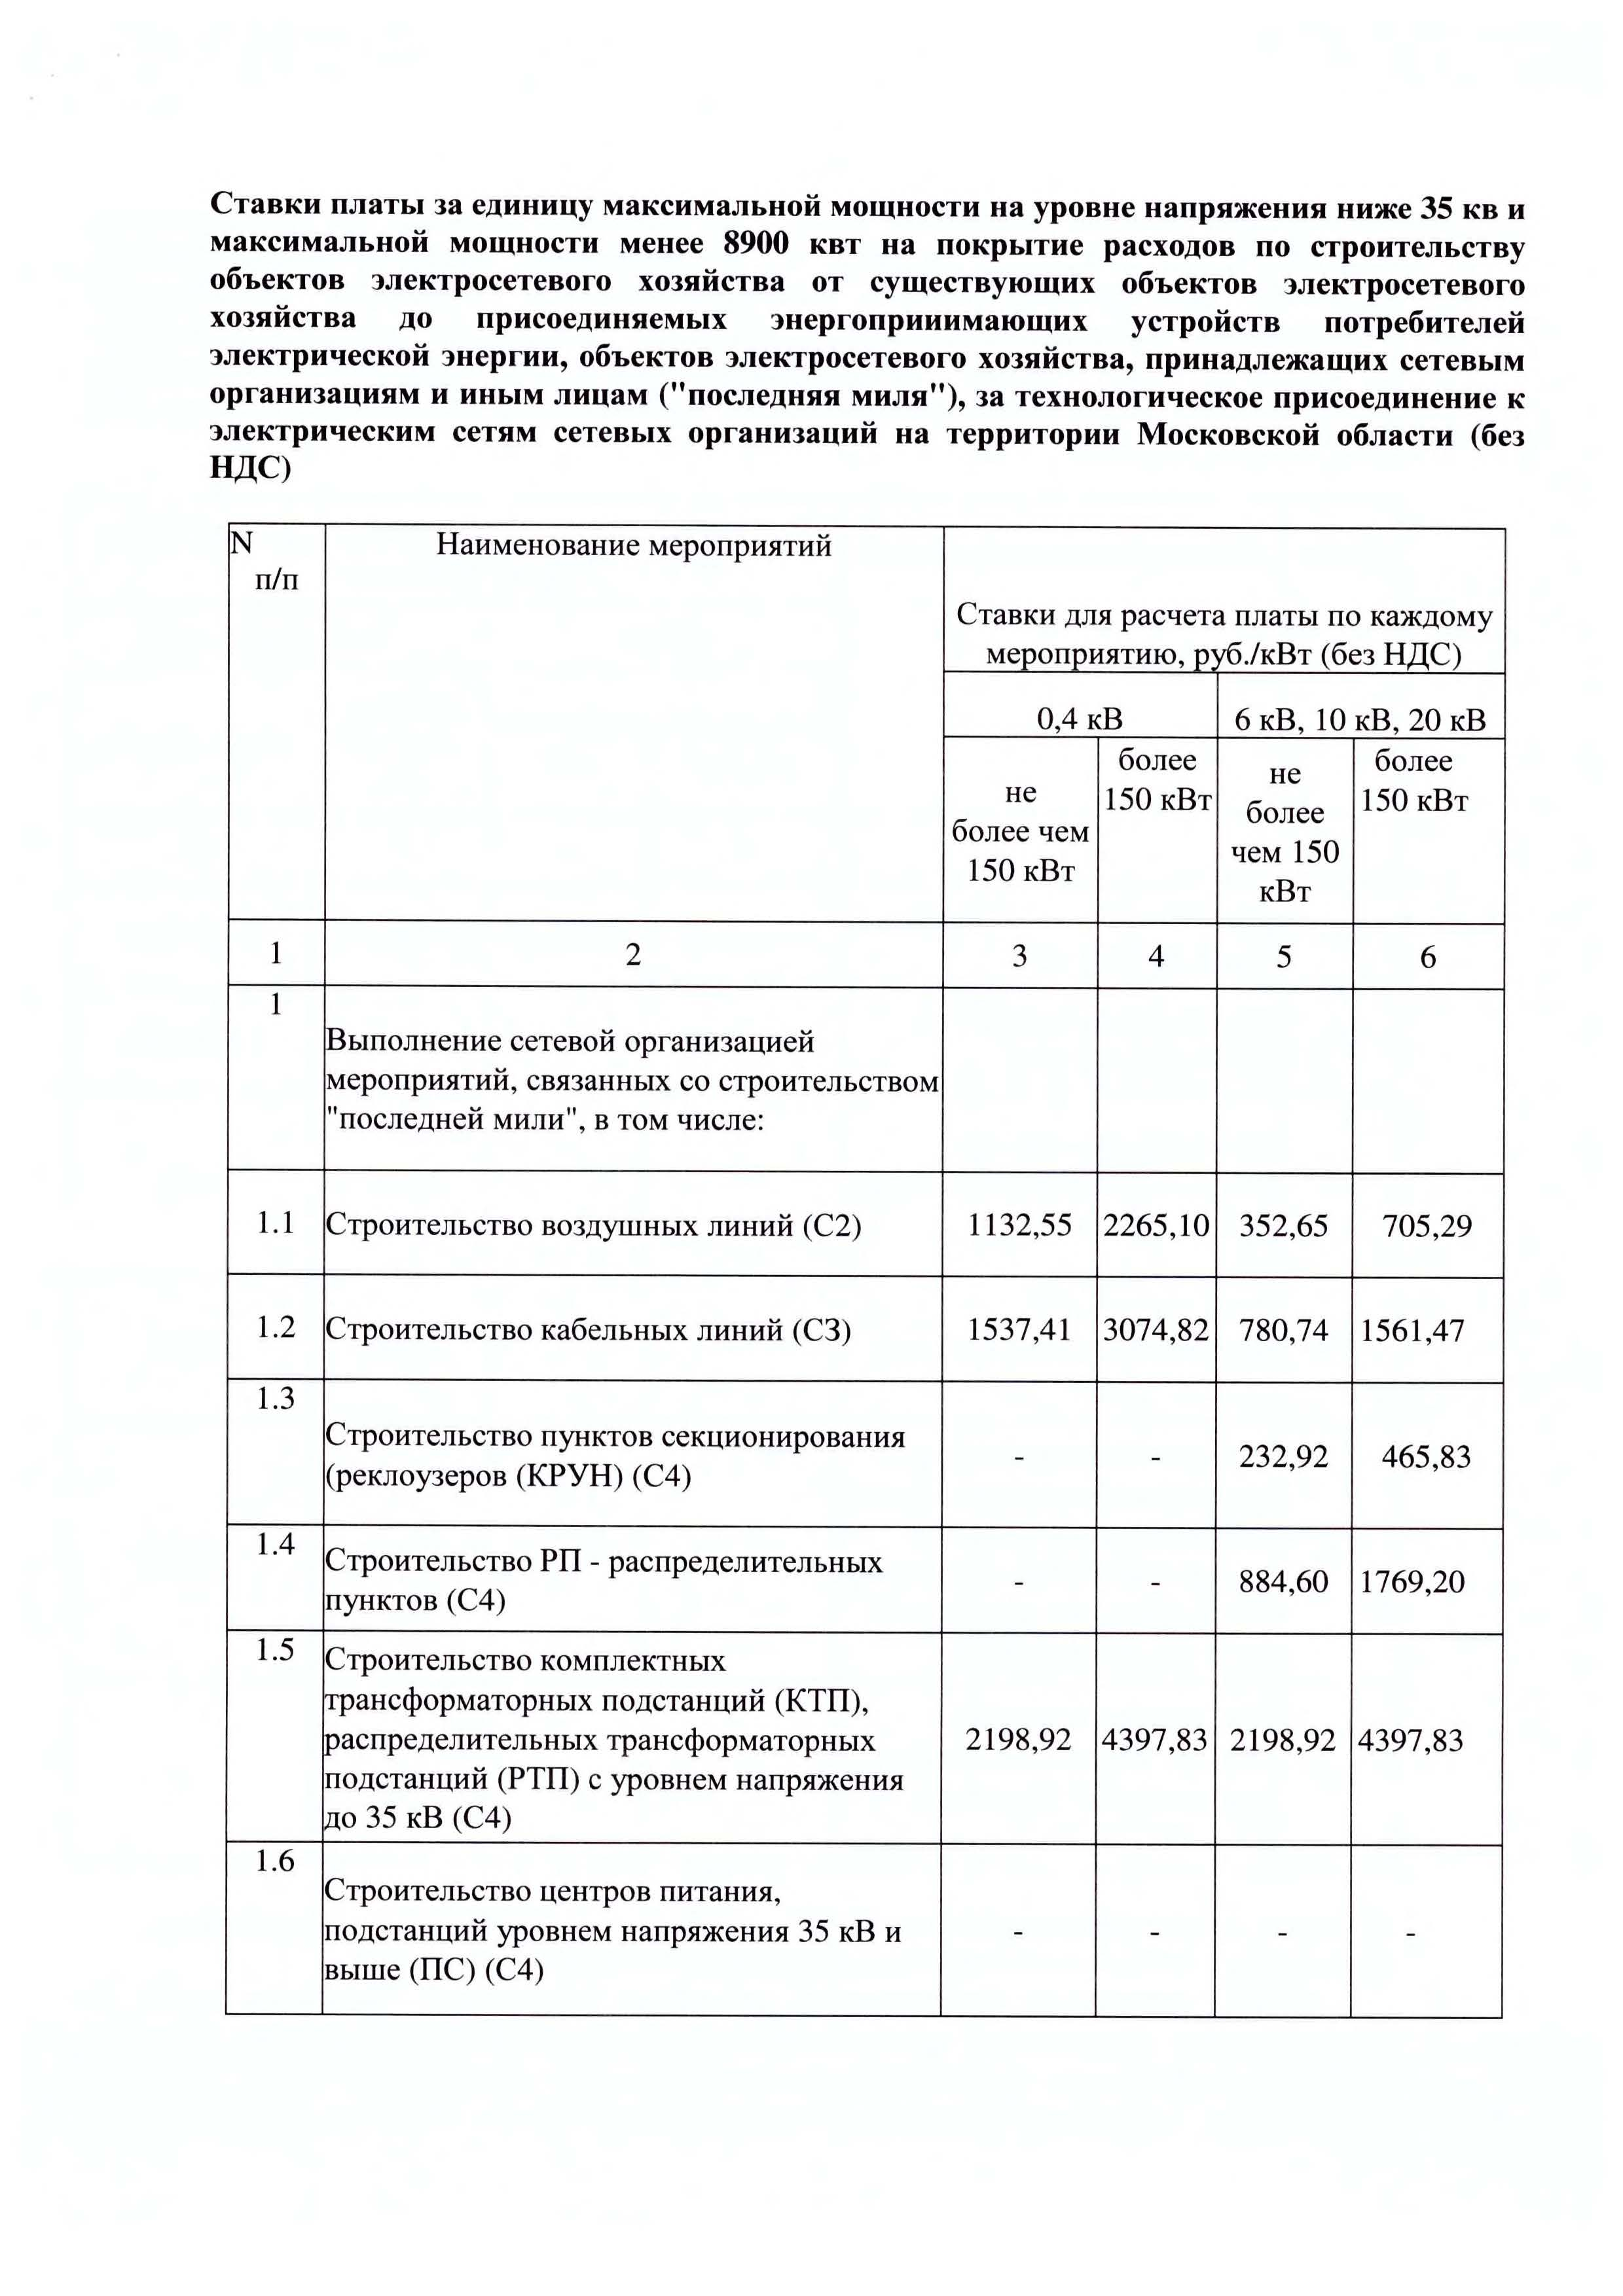 Ставки платы за единицу максимальной мощности на уровне напряжения ниже 35 кв и
максимальной мощности менее 8900 квт на покрытие расходов по строительству
объектов электросетевого хозяйства от существующих объектов электросетевого
хозяйства до присоединяемых энергоприиимающих устройств потребителей
электрической энергии, объектов электросетевого хозяйства, принадлежащих сетевым
организациям и иным лицам ("последняя миля"), за технологическое присоединение к
электрическим сетям сетевых организаций на территории Московской области (без
НДС)
N
п/п
Наименование мероприятий
Ставки для расчета платы по каждому
мероприятию, руб./кВт (без НДС)
0,4 кВ
6 кВ, 10 кВ, 20 кВ
не
более чем
150 кВт
более
150 кВт
не
более
чем 150
кВт
более
150 кВт
1 2 3 4 5 6
1
Выполнение сетевой организацией
мероприятий, связанных со строительством
"последней мили", в том числе:
1.1 Строительство воздушных линий (С2) 1132,55 2265,10 352,65 705,29
1.2 Строительство кабельных линий (С3) 1537,41 3074,82 780,74 1561,47
1.3
Строительство пунктов секционирования
(реклоузеров (КРУН) (С4)
- - 232,92 465,83
1.4
Строительство РП - распределительных
пунктов (С4)
- - 884,60 1769,20
1.5
Строительство комплектных
трансформаторных подстанций (КТП),
распределительных трансформаторных
подстанций (РТП) с уровнем напряжения
до 35 кВ (С4)
2198,92 4397,83 2198,92 4397,83
1.6
Строительство центров питания,
подстанций уровнем напряжения 35 кВ и
выше (ПС) (С4)
- - - -